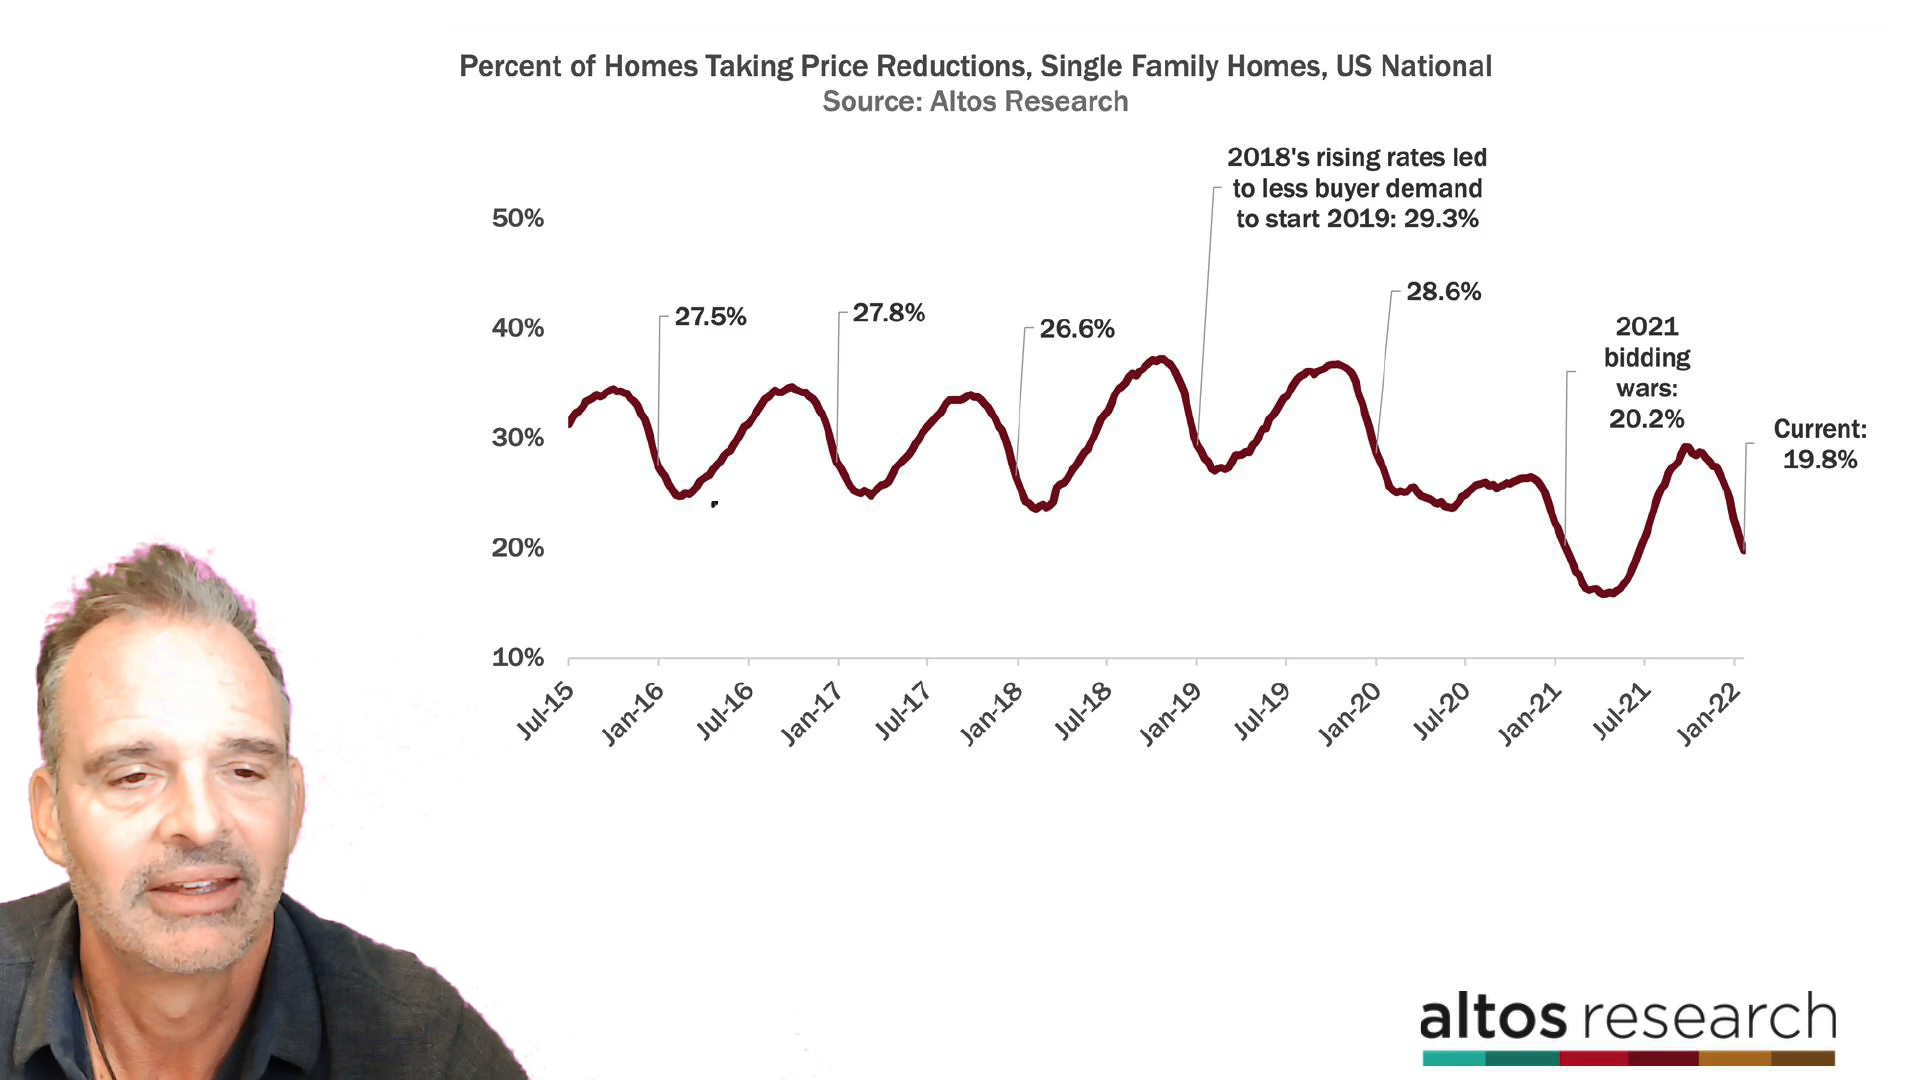 Percent of Homes Taking Price Reductions, Single Family Homes, US National
Source: Altos Research
2018's rising rates led
to less buyer demand
to start 2019: 29.3%
50%
40%
30%
20%
10%
27.5%
27.8%
26.6%
28.6%
2021
bidding
wars:
20.2%
Current:
19.8%
Jul-15
Jan-16
Jul-16
Jan-17
Jul-17
Jan-18
Jul-18
Jan-19
Jul-19
Jan-20
Jul-20
Jan-21
Jul-21
Jan-22
altos research